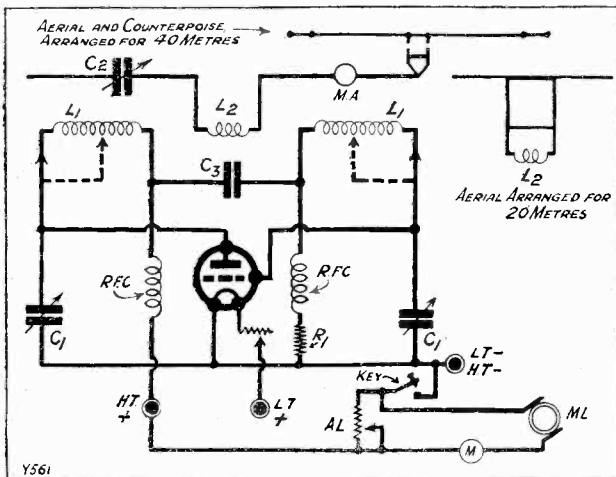 AERIAL AND COUNTERPOISE
ARRANGED FOR 40 METRES
C2
MA
L1
L2
L1
C3
L2
AERIAL ARRANGED FOR
20 METRES
RFC
RFC
C1
R1
C1
LT-
HT-
KEY
HT
+
LT
+
AL
ML
M
Y561